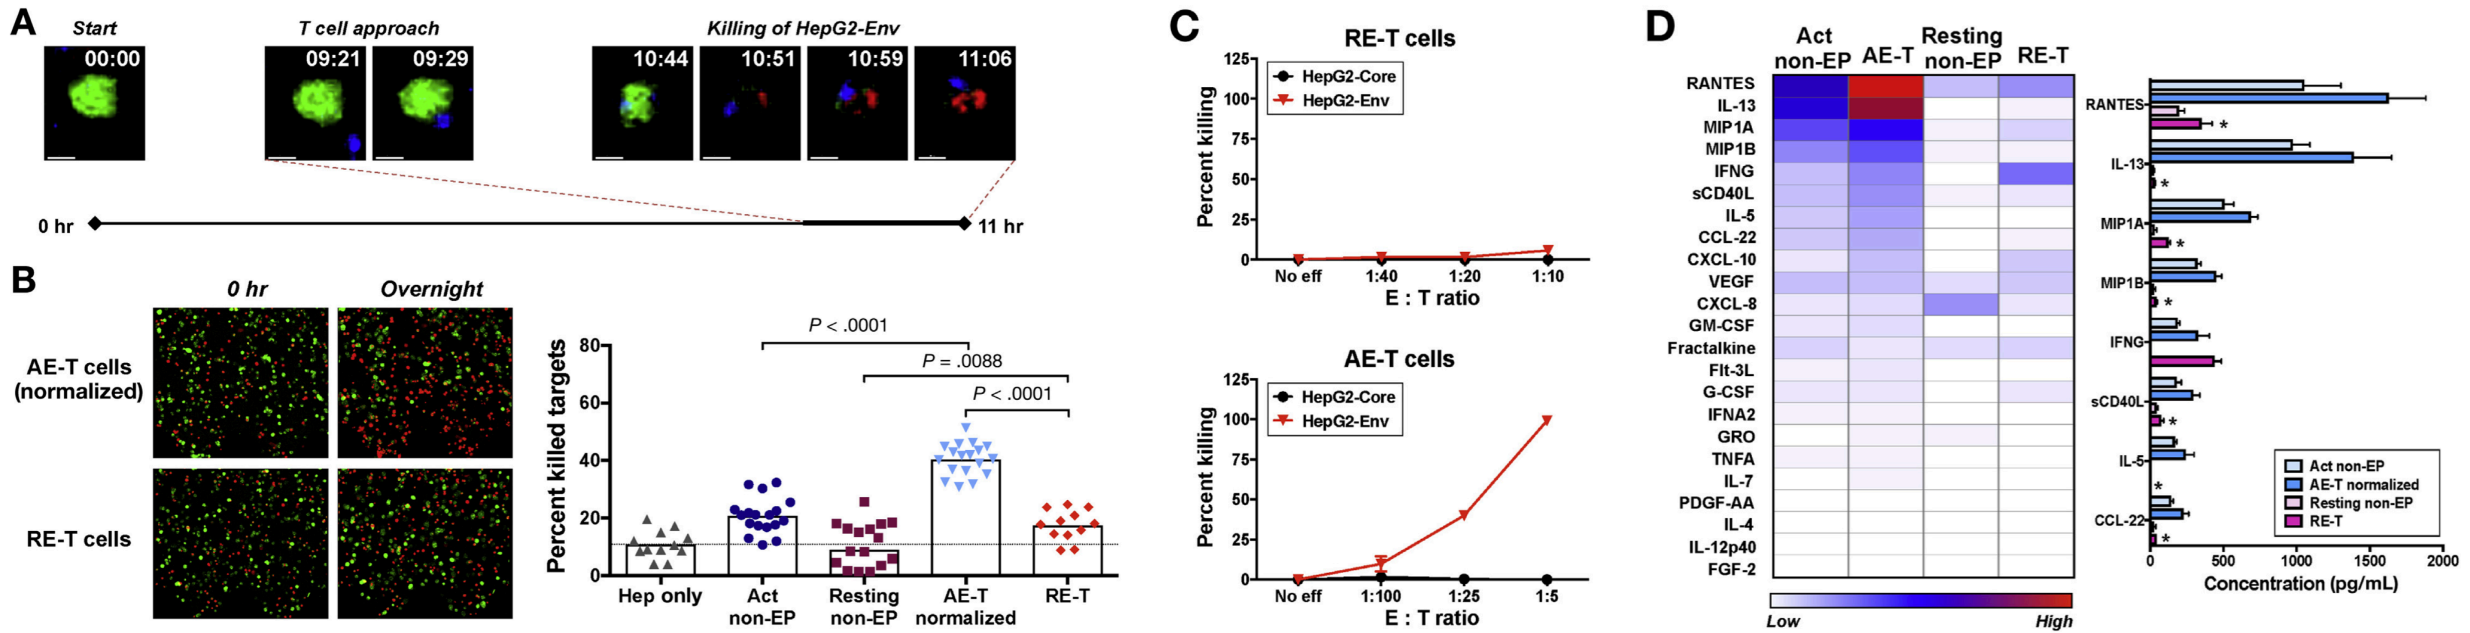 A
Start
T cell approach
Killing of HepG2-Env
00:00
09:21
09:29
10:44
10:51
10:59
11:06
0 hr
11 hr
B
0 hr
Overnight
AE-T cells
(normalized)
RE-T cells
Percent killed targets
80
60
40
20
0
P < .0001
P = .0088
P < .0001
Hep only
Act
non-EP
Resting
non-EP
AE-T
normalized
RE-T
C
RE-T cells
Percent killing
125
100
75
50
25
0
HepG2-Core
HepG2-Env
No eff
1:40
1:20
1:10
E : T ratio
AE-T cells
Percent killing
125
100
75
50
25
0
HepG2-Core
HepG2-Env
No eff
1:100
1:25
1:5
E : T ratio
D
Act
non-EP
AE-T
Resting
non-EP
RE-T
RANTES
IL-13
MIP1A
MIP1B
IFNG
sCD40L
IL-5
CCL-22
CXCL-10
VEGF
CXCL-8
GM-CSF
Fractalkine
Flt-3L
G-CSF
IFNA2
GRO
TNFA
IL-7
PDGF-AA
IL-4
IL-12p40
FGF-2
Low
High
RANTES
*
IL-13
*
MIP1A
*
MIP1B
*
IFNG
sCD40L
*
IL-5
*
CCL-22
*
Act non-EP
AE-T normalized
Resting non-EP
RE-T
0
500
1000
1500
2000
Concentration (pg/mL)